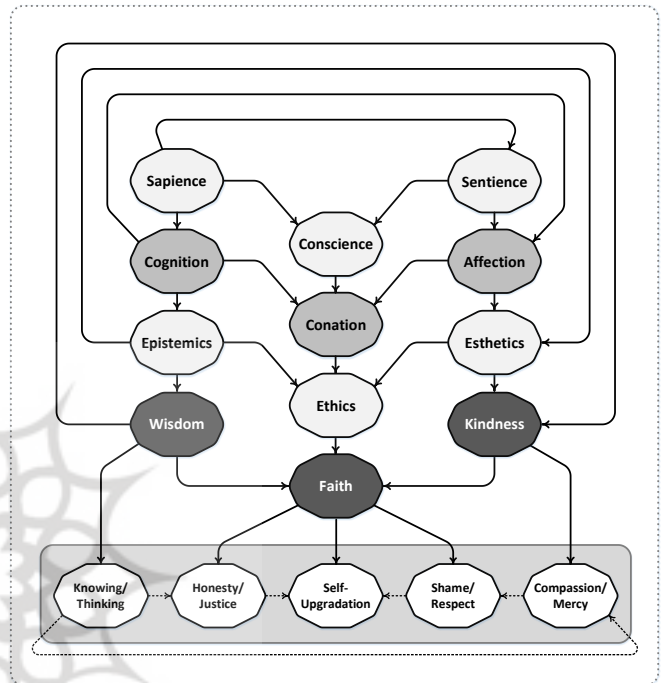 Sapience
Sentience
Conscience
Cognition
Affection
Conation
Epistemics
Esthetics
Ethics
Wisdom
Kindness
Faith
Knowing/
Thinking
Honesty/
Justice
Self-
Upgradation
Shame/
Respect
Compassion/
Mercy